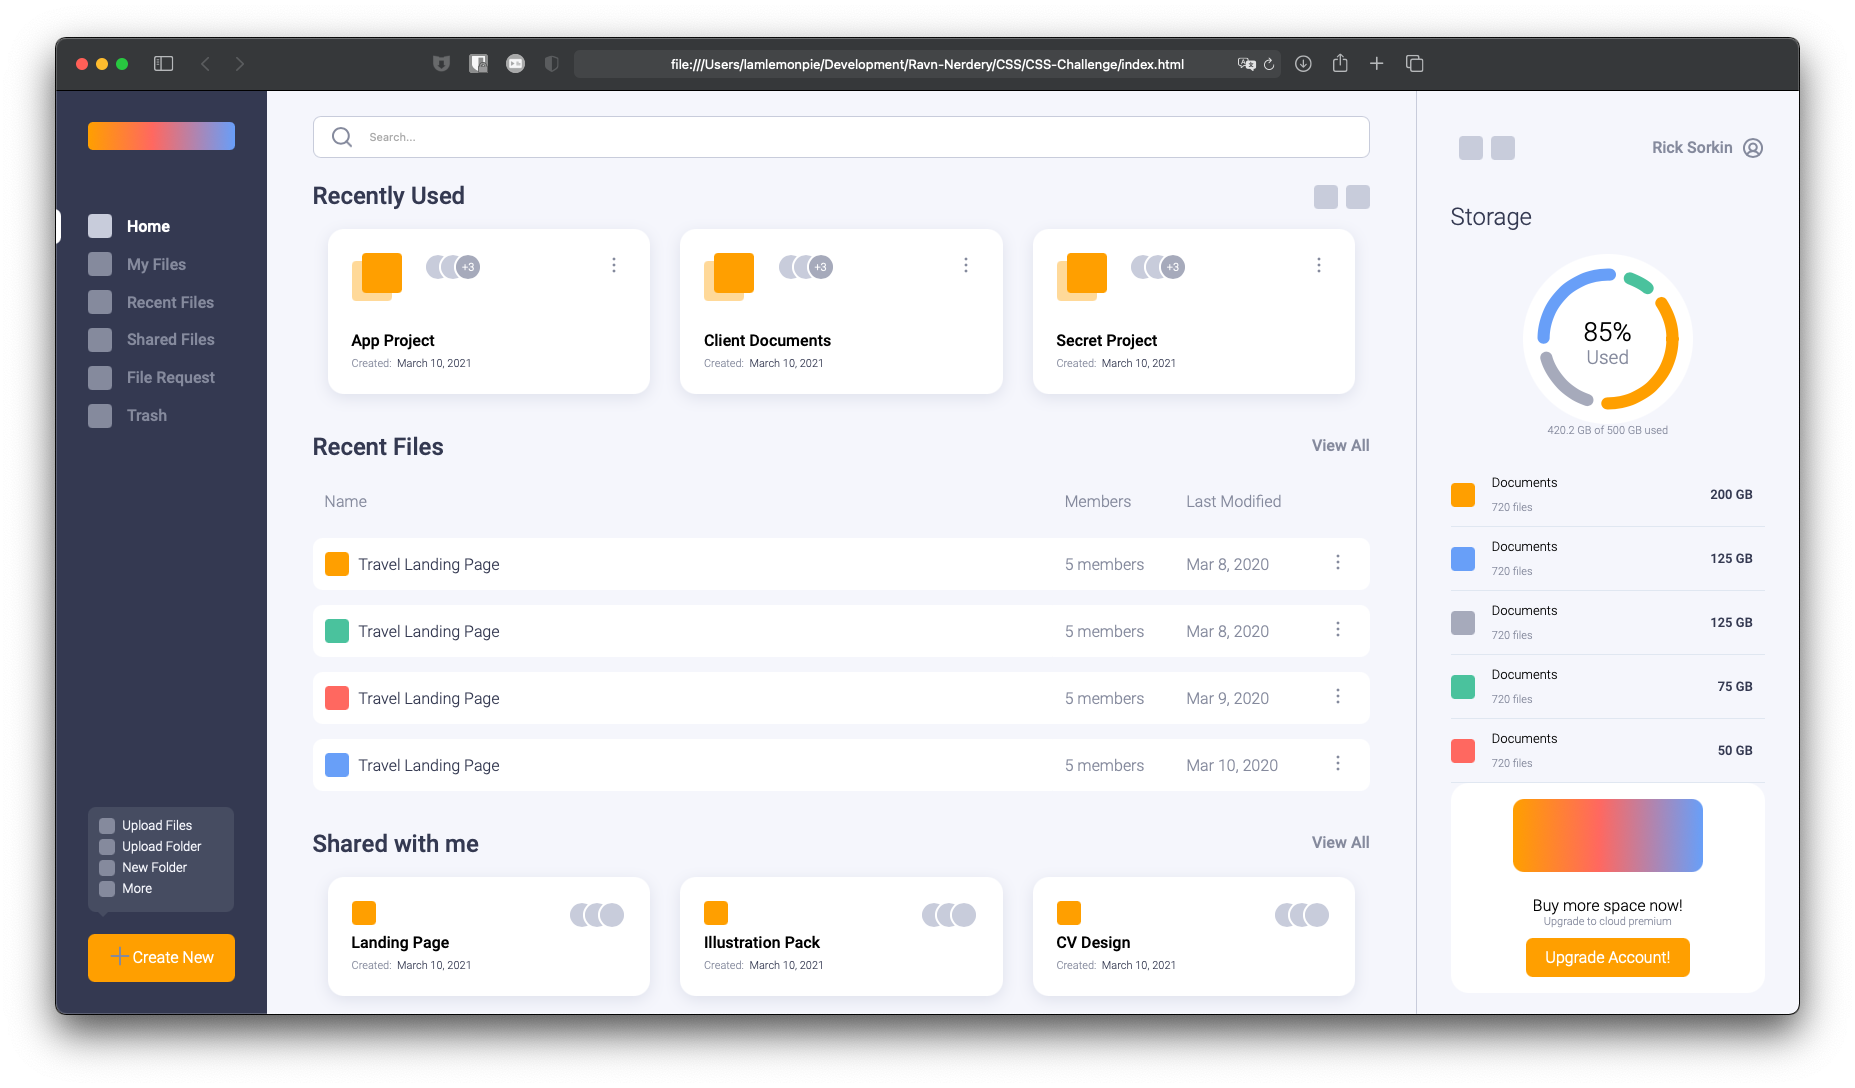 file:///Users/lamlemonpie/Development/Ravn-Nerdery/CSS/CSS-Challenge/index.html
Home
My Files
Recent Files
Shared Files
File Request
Trash
Upload Files
Upload Folder
New Folder
More
Create New
Search...
Recently Used
+3
App Project
Created: March 10, 2021
+3
Client Documents
Created: March 10, 2021
+3
Secret Project
Created: March 10, 2021
Recent Files View All
Name Members Last Modified
Travel Landing Page 5 members Mar 8, 2020
Travel Landing Page 5 members Mar 8, 2020
Travel Landing Page 5 members Mar 9, 2020
Travel Landing Page 5 members Mar 10, 2020
Shared with me View All
Landing Page
Created: March 10, 2021
Illustration Pack
Created: March 10, 2021
CV Design
Created: March 10, 2021
Rick Sorkin
Storage
85%
Used
420.2 GB of 500 GB used
Documents
720 files
200 GB
Documents
720 files
125 GB
Documents
720 files
125 GB
Documents
720 files
75 GB
Documents
720 files
50 GB
Buy more space now!
Upgrade to cloud premium
Upgrade Account!